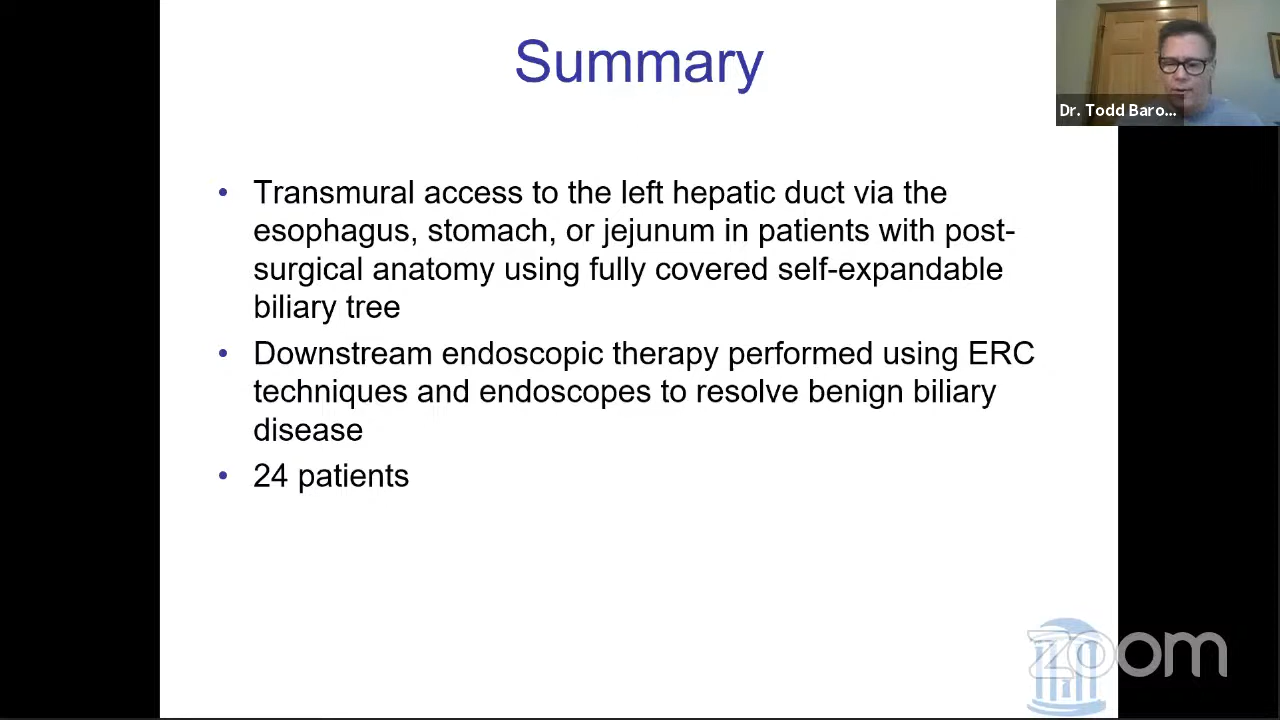 Summary
Dr. Todd Baro...
• Transmural access to the left hepatic duct via the
esophagus, stomach, or jejunum in patients with post-
surgical anatomy using fully covered self-expandable
biliary tree
• Downstream endoscopic therapy performed using ERC
techniques and endoscopes to resolve benign biliary
disease
• 24 patients
zoom